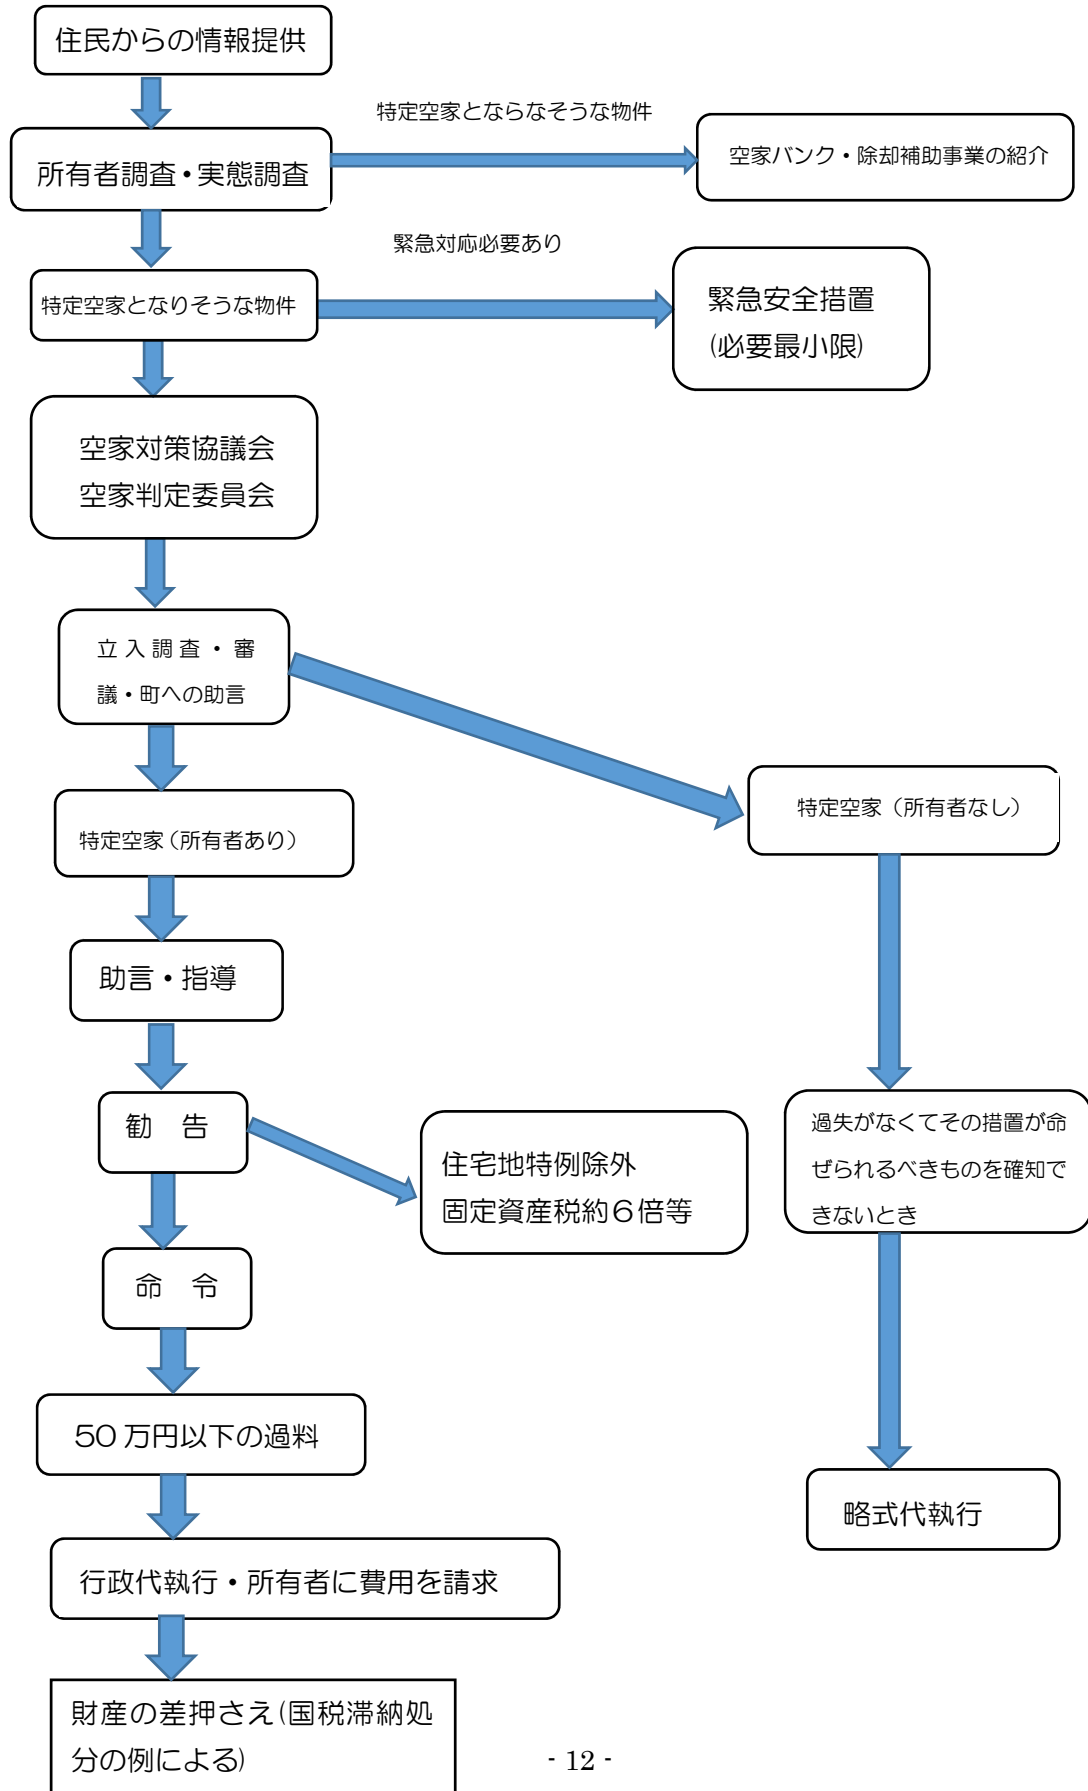 住民からの情報提供
特定空家とならなそうな物件
所有者調査・実態調査
空家バンク・除却補助事業の紹介
緊急対応必要あり
特定空家となりそうな物件
緊急安全措置
(必要最小限)
空家対策協議会
空家判定委員会
立入調査・審
議・町への助言
特定空家(所有者あり)
特定空家（所有者なし）
助言・指導
勧　告
住宅地特例除外
固定資産税約６倍等
過失がなくてその措置が命
ぜられるべきものを確知で
きないとき
命　令
50万円以下の過料
略式代執行
行政代執行・所有者に費用を請求
財産の差押さえ(国税滞納処
分の例による)
- 12 -